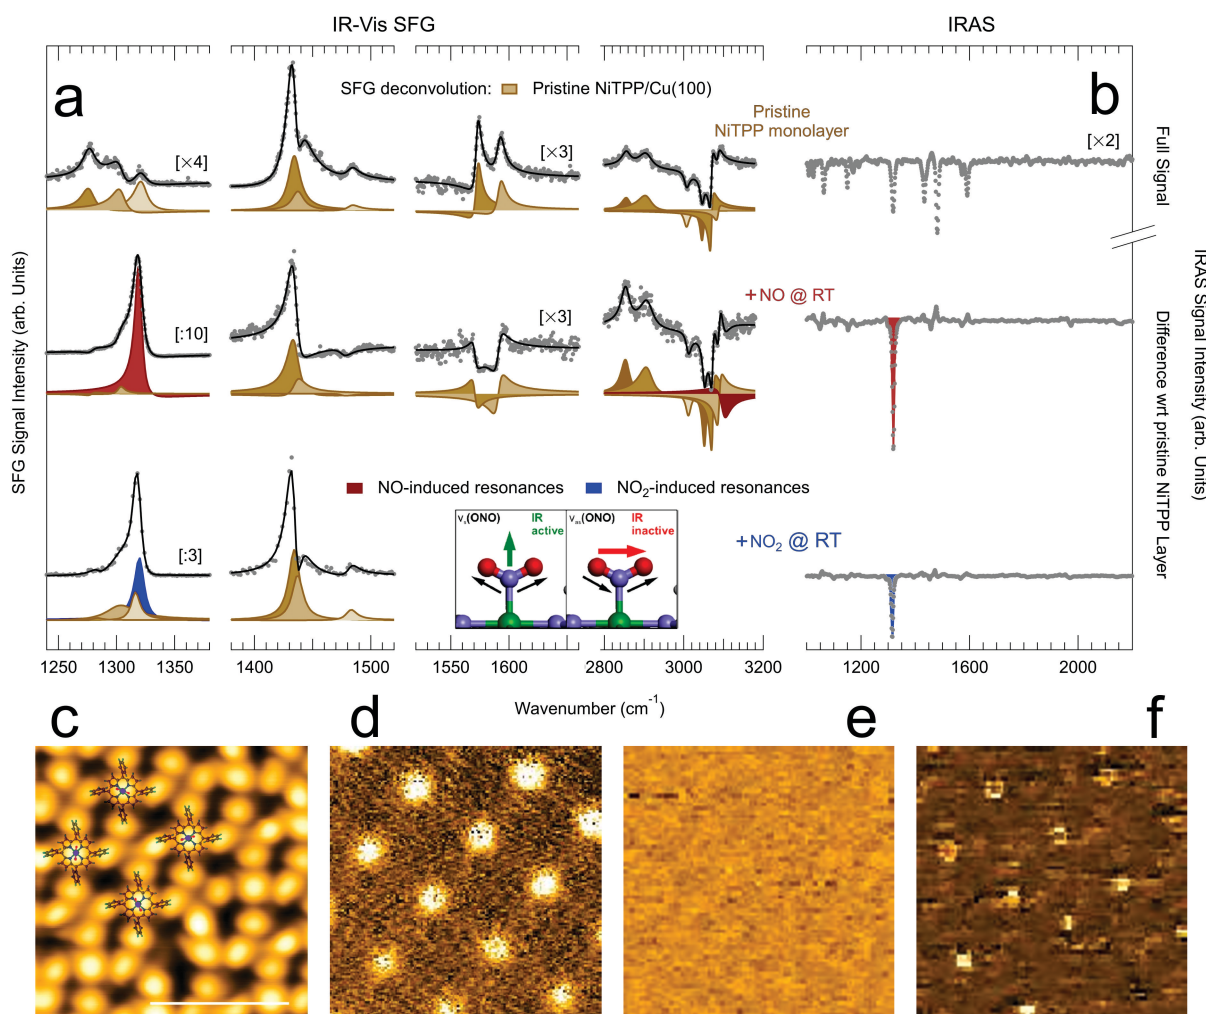 IR-Vis SFG
IRAS
a
SFG deconvolution: Pristine NiTPP/Cu(100)
b
Pristine
NiTPP monolayer
[×4]
[×3]
[×2]
Full Signal
+NO @ RT
[:10]
[×3]
SFG Signal Intensity (arb. Units)
IRAS Signal Intensity (arb. Units)
Difference wrt pristine NiTPP Layer
NO-induced resonances NO₂-induced resonances
νs(ONO) IR
active
νas(ONO) IR
inactive
+NO₂ @ RT
[:3]
1250 1300 1350 1400 1500 1550 1600 2800 3000 3200 1200 1600 2000
Wavenumber (cm⁻¹)
c d e f